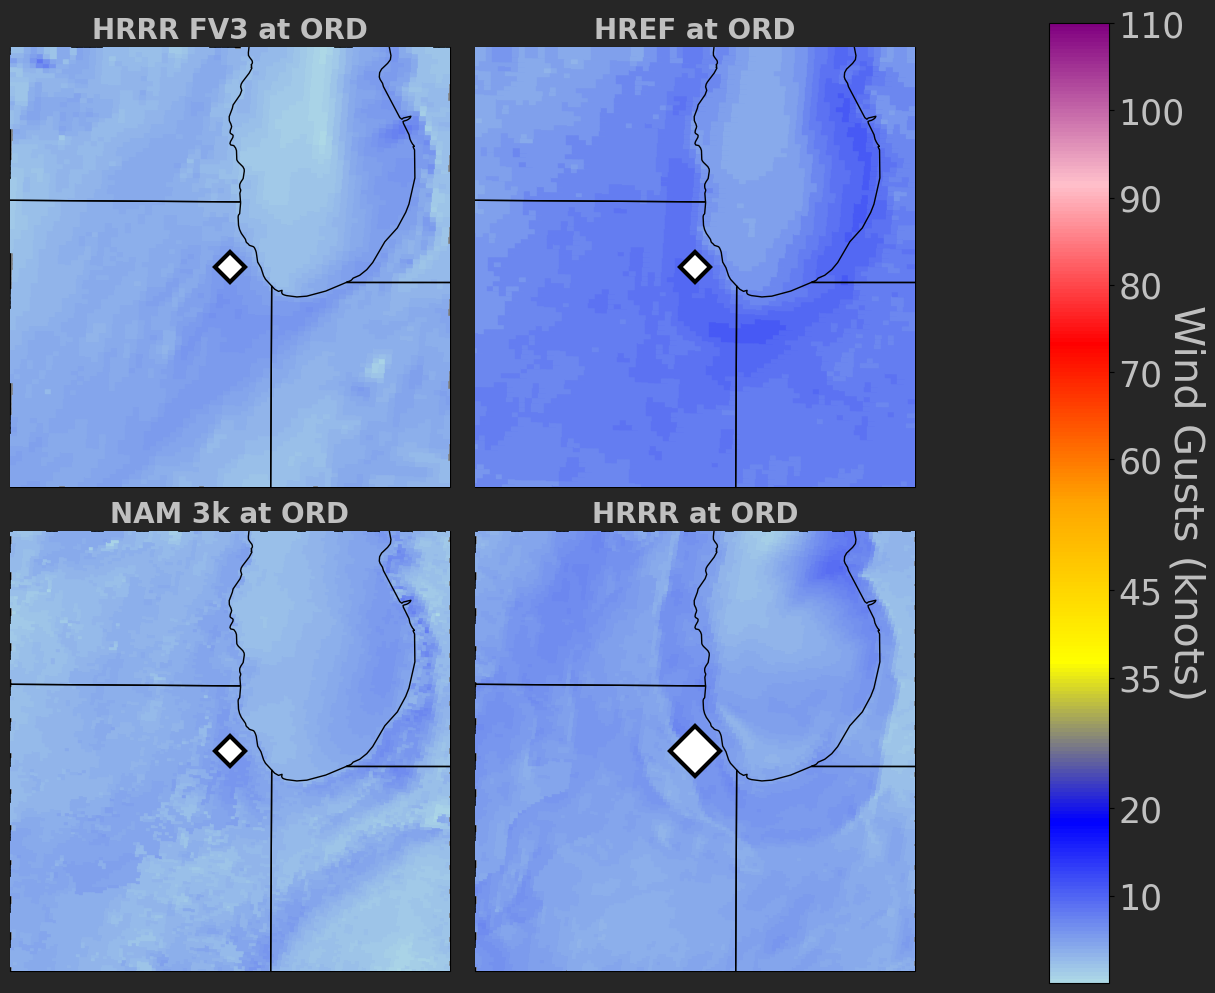 HRRR FV3 at ORD
HREF at ORD
NAM 3k at ORD
HRRR at ORD
110
100
90
80
70
60
45
35
20
10
Wind Gusts (knots)